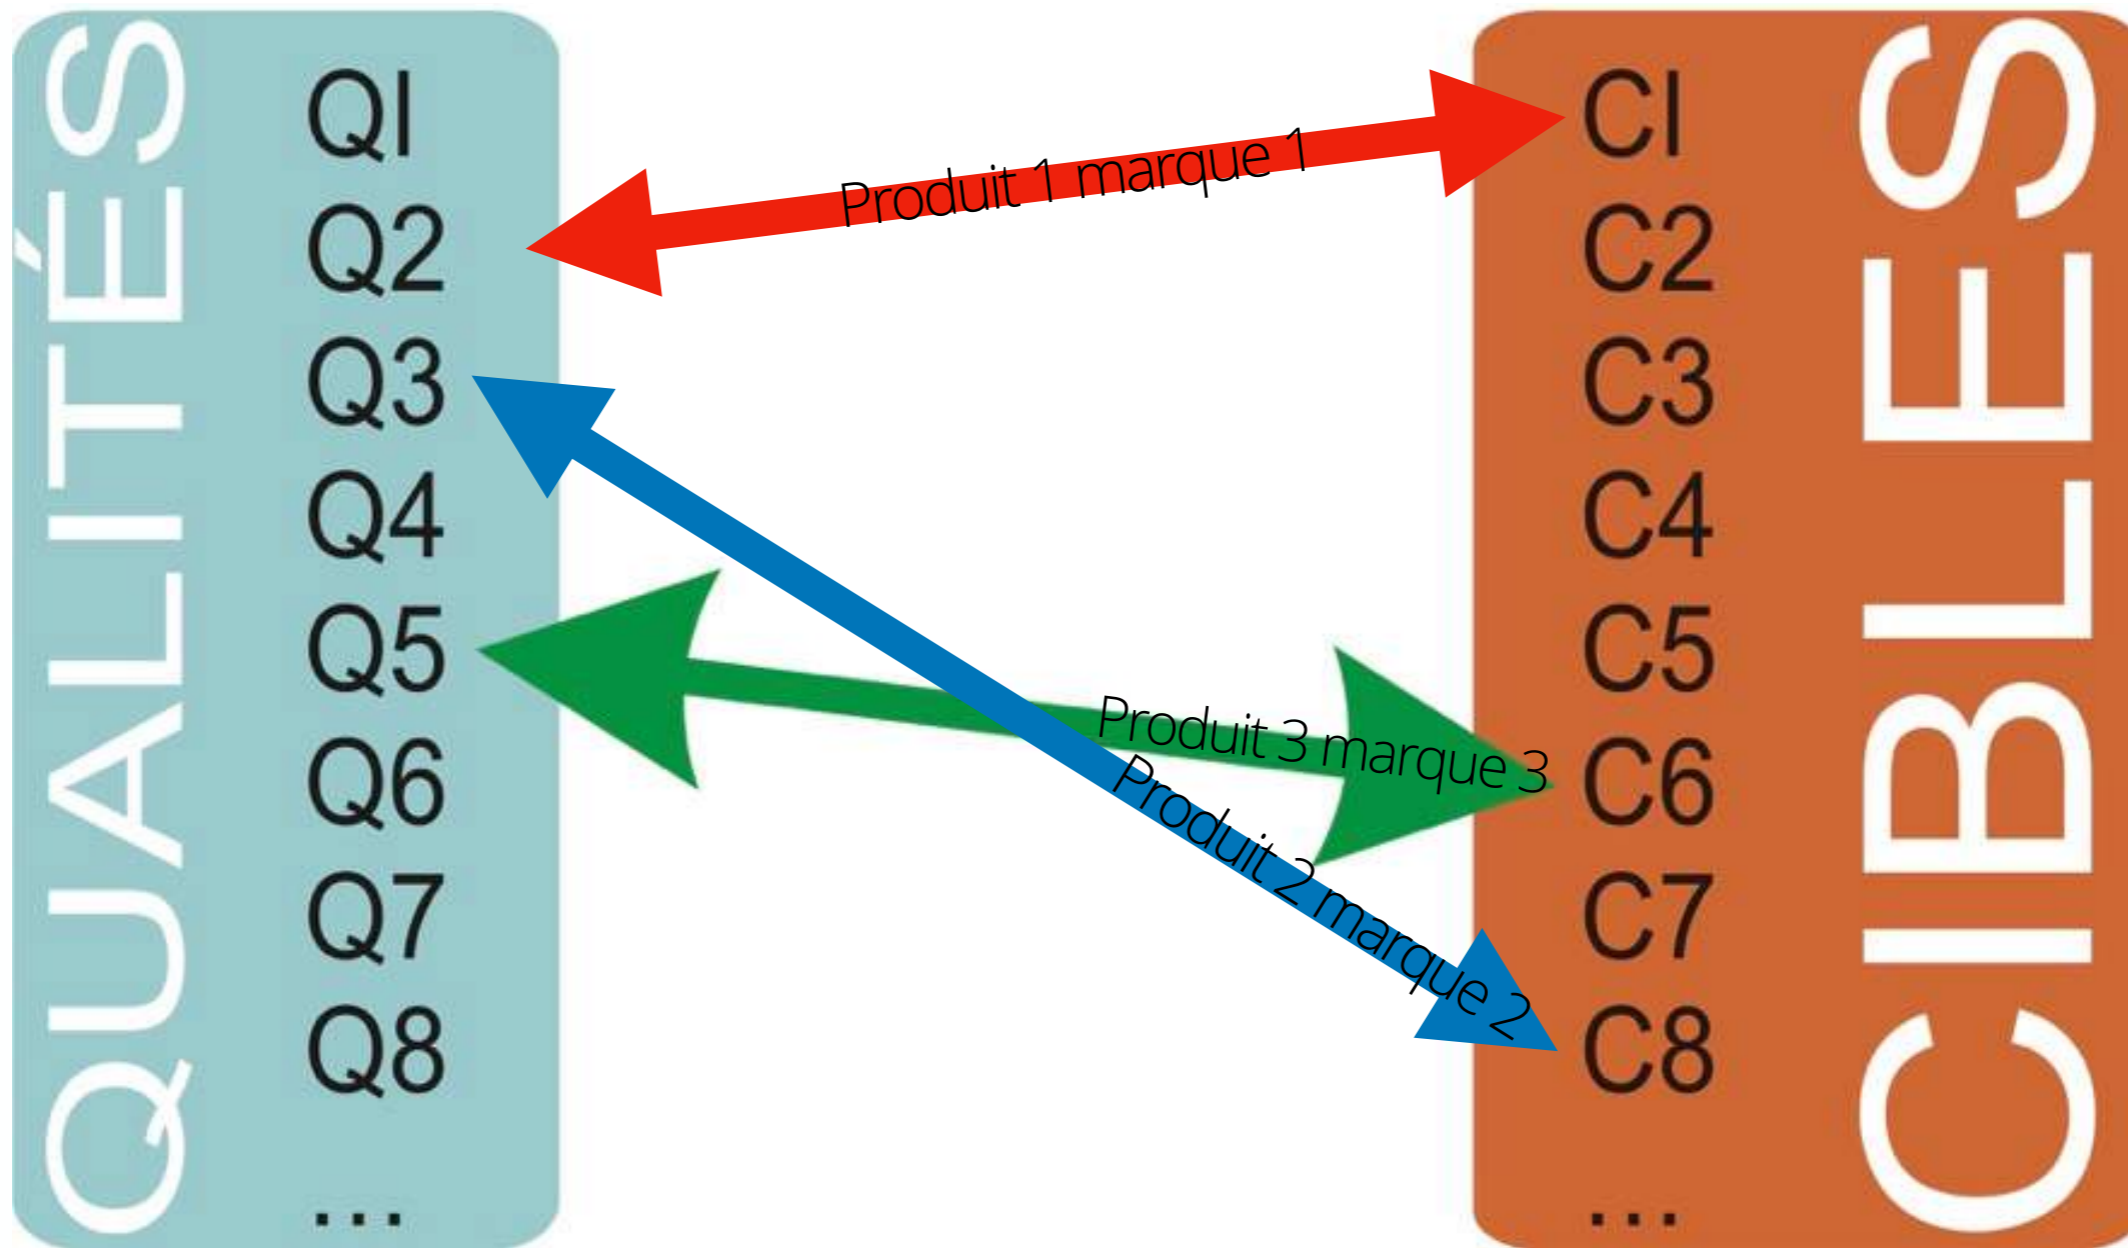 QUALITÉS
QI
Q2
Q3
Q4
Q5
Q6
Q7
Q8
...
Produit 1 marque 1
Produit 3 marque 3
Produit 2 marque 2
CI
C2
C3
C4
C5
C6
C7
C8
...
CIBLES